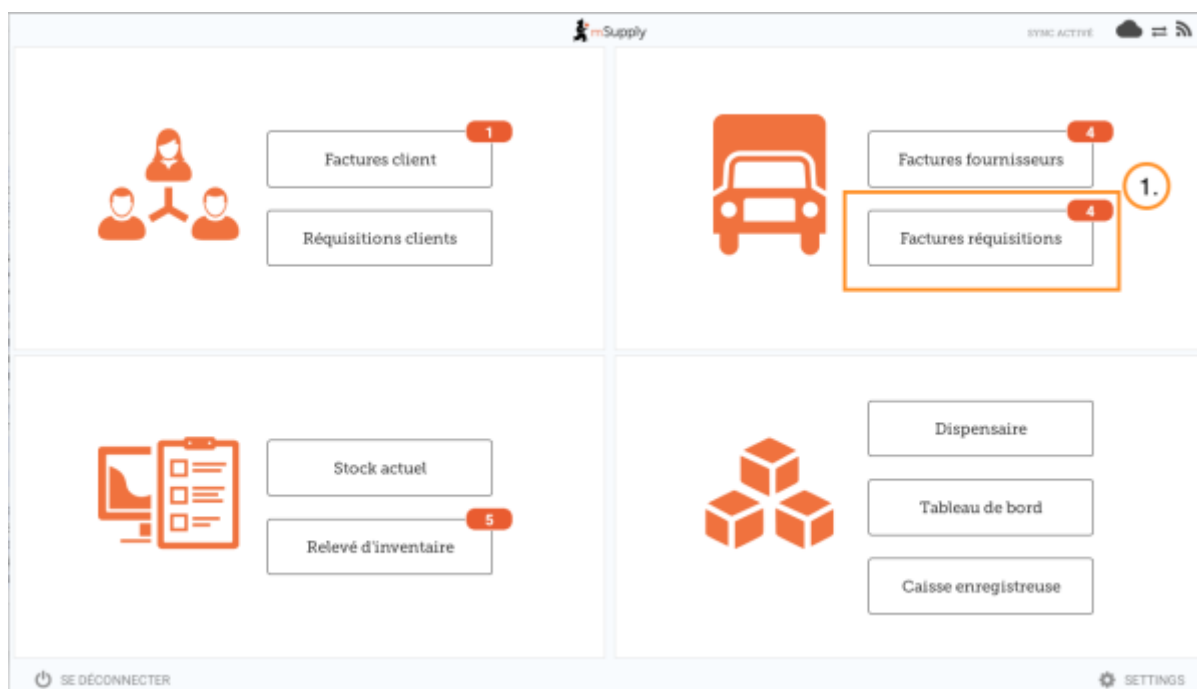 mSupply
SYNC ACTIVÉ
1
Factures client
Réquisitions clients
4
Factures fournisseurs
1.
4
Factures réquisitions
Stock actuel
5
Relevé d'inventaire
Dispensaire
Tableau de bord
Caisse enregistreuse
SE DÉCONNECTER
SETTINGS